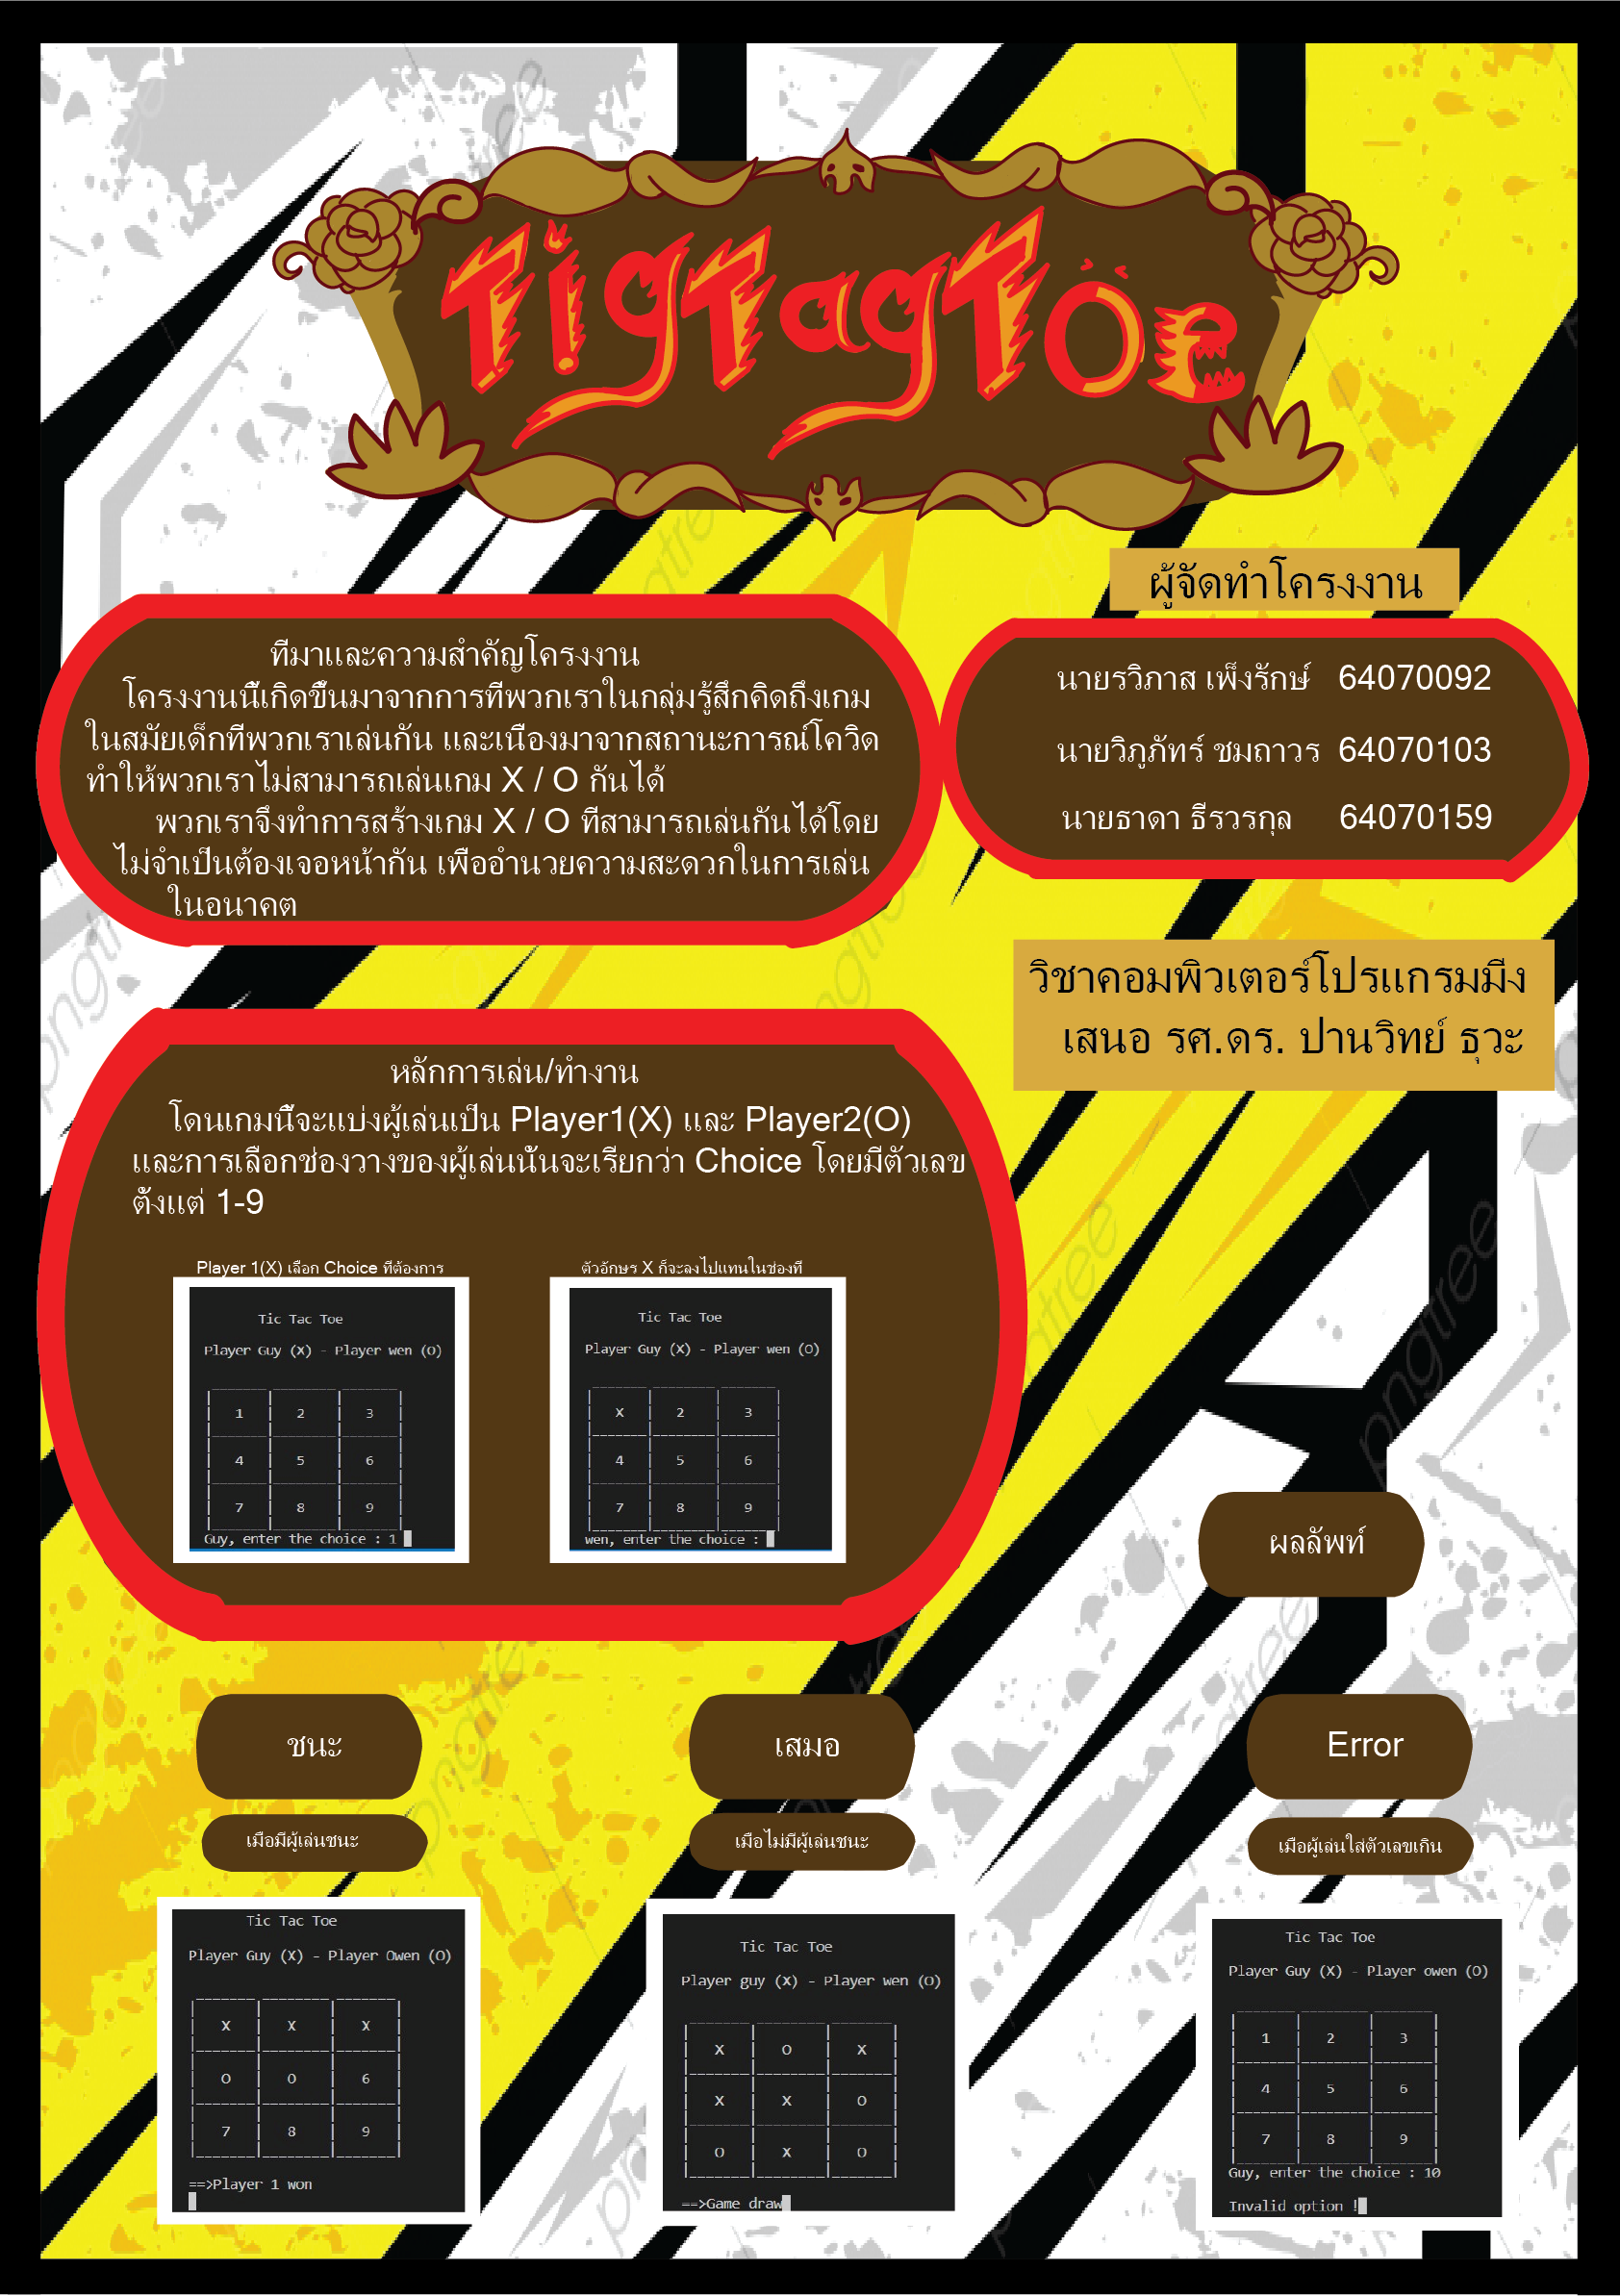 TigTagToe
ผู้จัดทำโครงงาน
ที่มาและความสำคัญโครงงาน
โครงงานนี้เกิดขึ้นมาจากการที่พวกเราในกลุ่มรู้สึกคิดถึงเกม
ในสมัยเด็กที่พวกเราเล่นกัน และเนื่องมาจากสถานะการณ์โควิด
ทำให้พวกเราไม่สามารถเล่นเกม X / O กันได้
พวกเราจึงทำการสร้างเกม X / O ที่สามารถเล่นกันได้โดย
ไม่จำเป็นต้องเจอหน้ากัน เพื่ออำนวยความสะดวกในการเล่น
ในอนาคต
นายรวิภาส เพ็งรักษ์ 64070092
นายวิภูภัทร์ ชมถาวร 64070103
นายธาดา ธีรวรกุล 64070159
วิชาคอมพิวเตอร์โปรแกรมมิ่ง
เสนอ รศ.ดร. ปานวิทย์ ธุวะ
หลักการเล่น/ทำงาน
โดนเกมนี้จะแบ่งผู้เล่นเป็น Player1(X) และ Player2(O)
และการเลือกช่องวางของผู้เล่นนั้นจะเรียกว่า Choice โดยมีตัวเลข
ตั้งแต่ 1-9
Player 1(X) เลือก Choice ที่ต้องการ
Tic Tac Toe
Player Guy (X) - Player wen (O)
1 2 3
4 5 6
7 8 9
Guy, enter the choice : 1
ตัวอักษร X ก็จะลงไปแทนในช่องที่
Tic Tac Toe
Player Guy (X) - Player wen (O)
X 2 3
4 5 6
7 8 9
wen, enter the choice :
ผลลัพท์
ชนะ
เมื่อมีผู้เล่นชนะ
Tic Tac Toe
Player Guy (X) - Player Owen (O)
X X X
O O 6
7 8 9
==>Player 1 won
เสมอ
เมื่อไม่มีผู้เล่นชนะ
Tic Tac Toe
Player guy (X) - Player wen (O)
X O X
X X O
O X O
==>Game draw
Error
เมื่อผู้เล่นใส่ตัวเลขเกิน
Tic Tac Toe
Player Guy (X) - Player owen (O)
1 2 3
4 5 6
7 8 9
Guy, enter the choice : 10
Invalid option !
pngtree